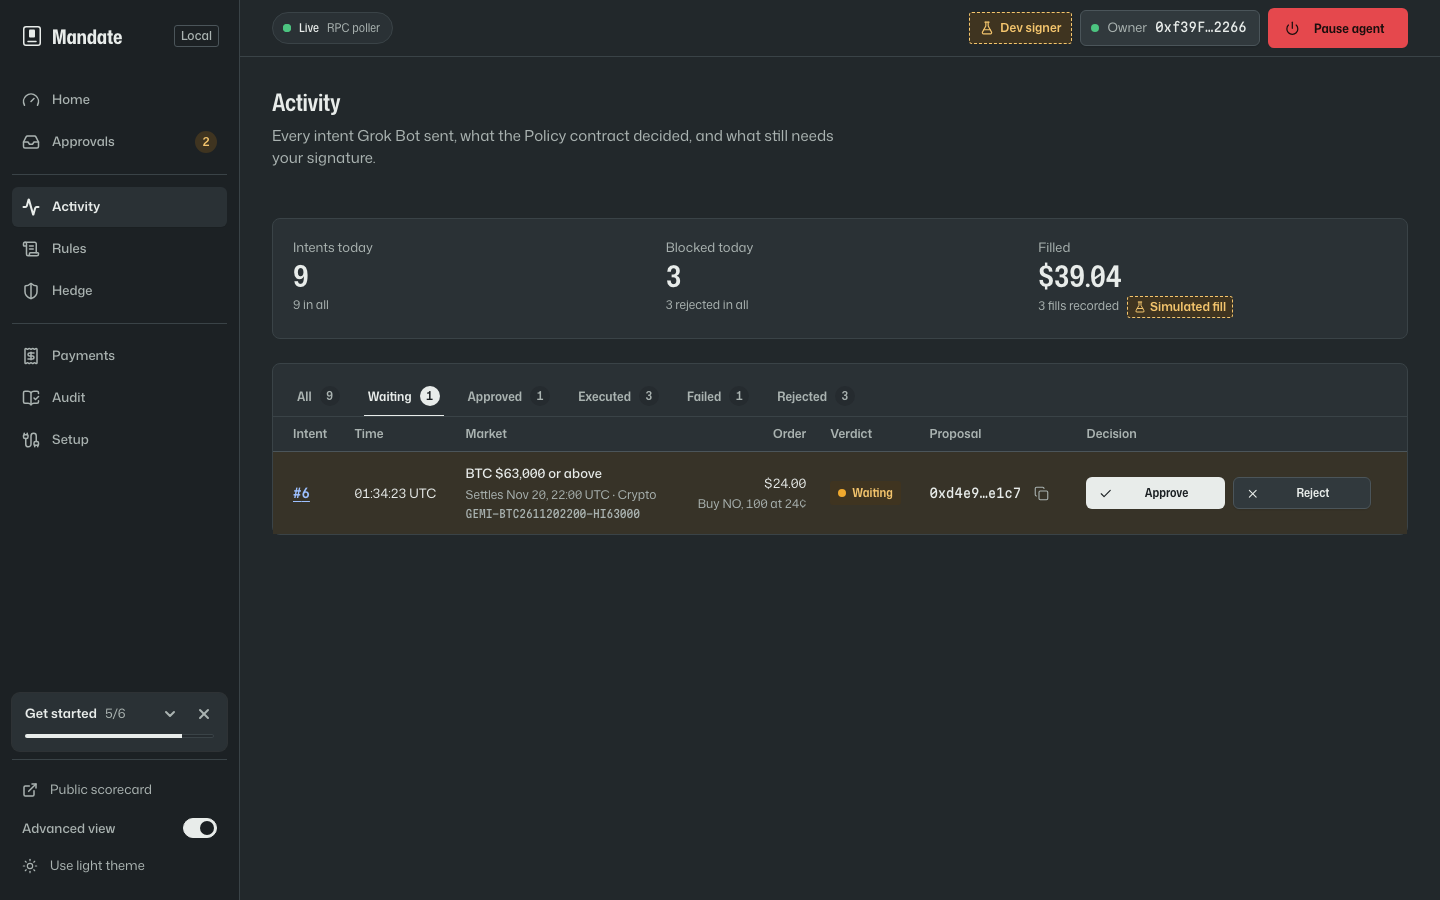 Mandate
Local
Home
Approvals 2
Activity
Rules
Hedge
Payments
Audit
Setup
Get started 5/6
Public scorecard
Advanced view
Use light theme
Live RPC poller
Dev signer
Owner 0xf39F…2266
Pause agent
Activity
Every intent Grok Bot sent, what the Policy contract decided, and what still needs
your signature.
Intents today
9
9 in all
Blocked today
3
3 rejected in all
Filled
$39.04
3 fills recorded Simulated fill
All 9 Waiting 1 Approved 1 Executed 3 Failed 1 Rejected 3
Intent Time Market Order Verdict Proposal Decision
#6
01:34:23 UTC
BTC $63,000 or above
Settles Nov 20, 22:00 UTC · Crypto
GEMI-BTC2611202200-HI63000
$24.00
Buy NO, 100 at 24¢
Waiting
0xd4e9…e1c7
Approve
Reject